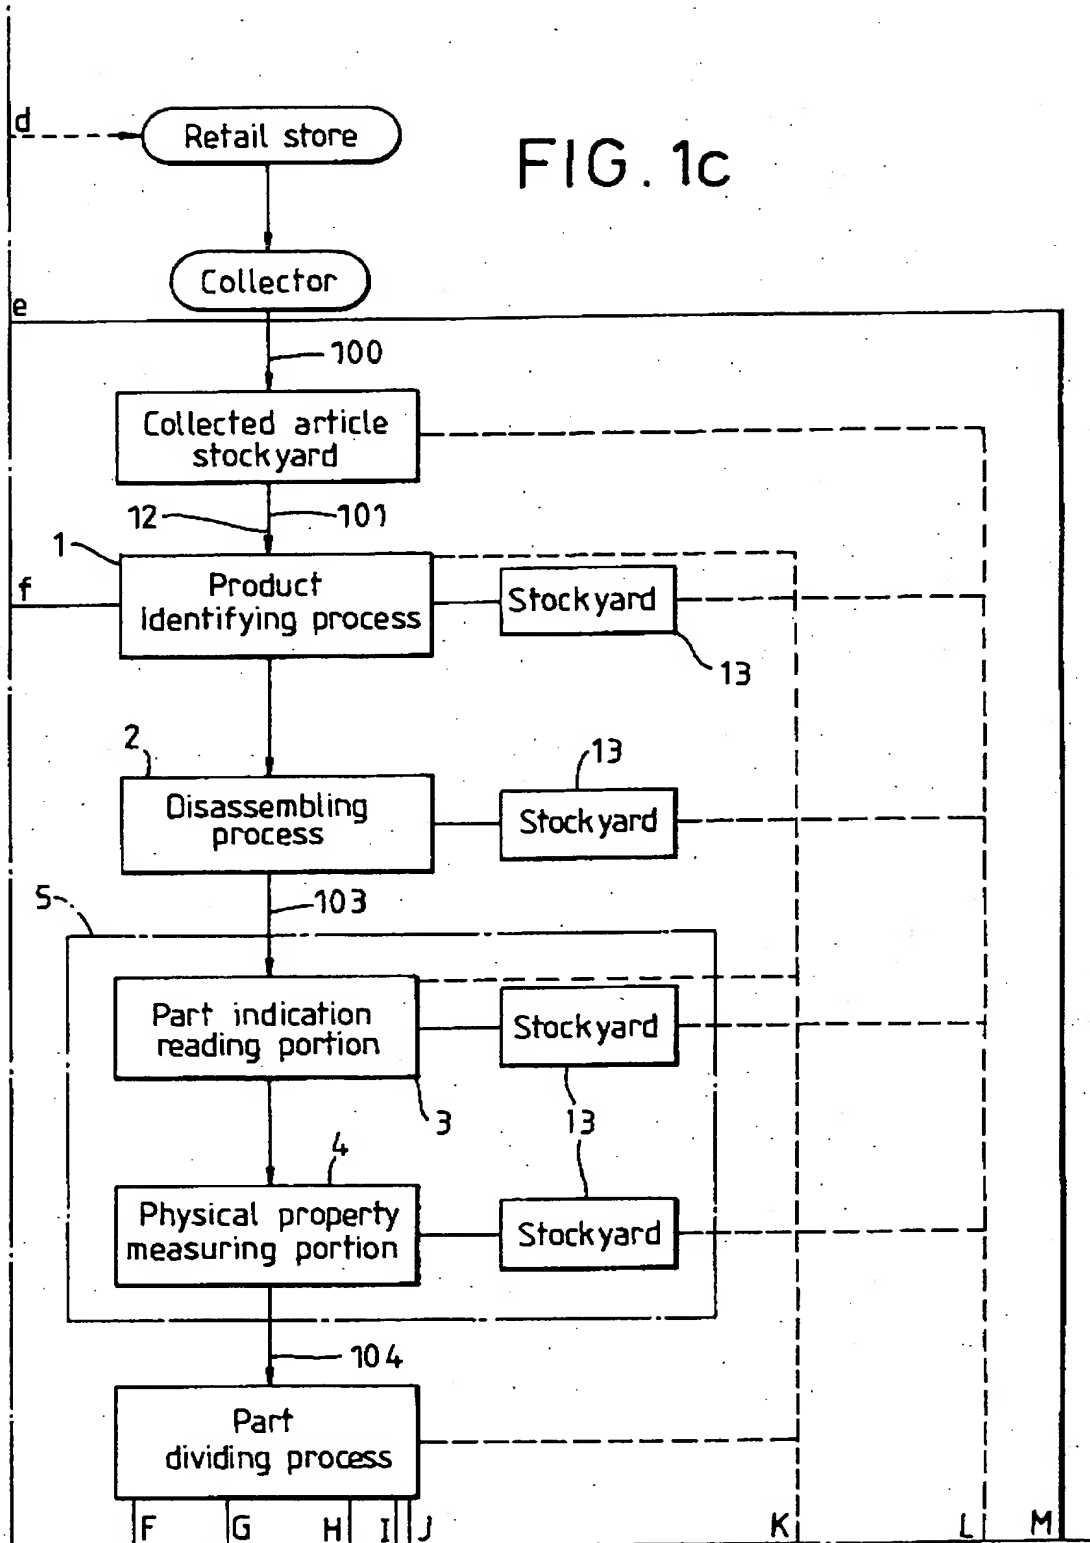 d
Retail store
FIG. 1c
Collector
e
100
Collected article
stockyard
12
101
1
f
Product
identifying process
Stockyard
13
2
13
Disassembling
process
Stockyard
5
103
Part indication
reading portion
Stockyard
3
13
4
Physical property
measuring portion
Stockyard
104
Part
dividing process
F G H I J K L M